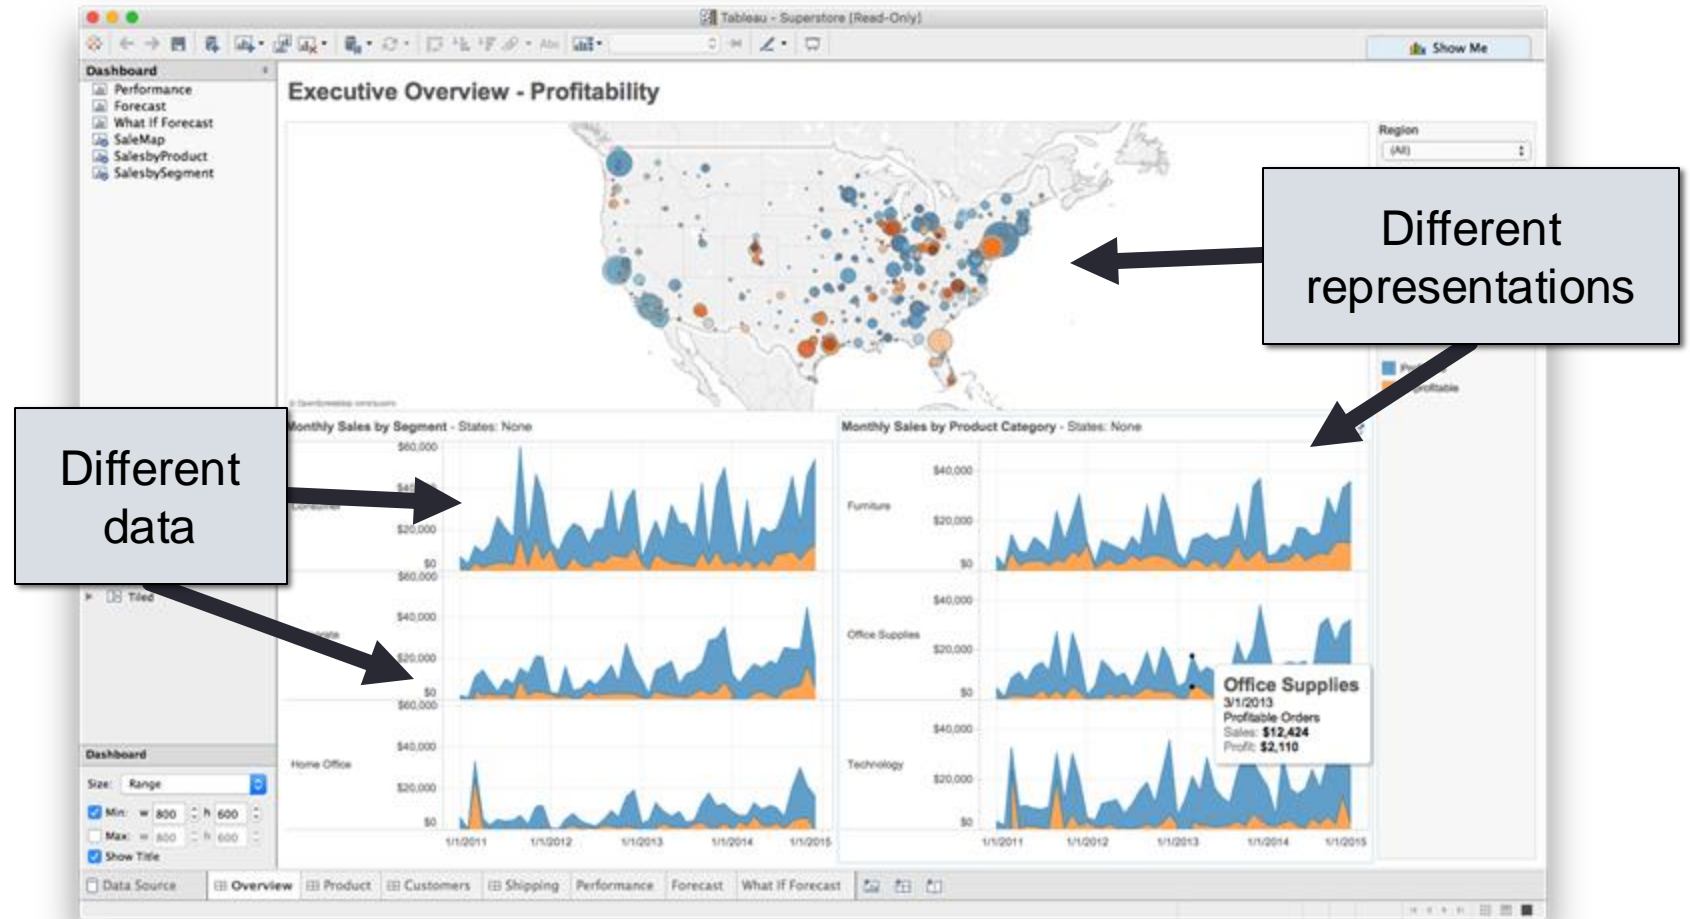 Tableau - Superstore [Read-Only]
Abc
Show Me
Dashboard
Performance
Forecast
What If Forecast
SaleMap
SalesbyProduct
SalesbySegment
Executive Overview - Profitability
Region
(All)
Different
representations
Different
data
Monthly Sales by Segment - States: None
$60,000
$20,000
$0
$60,000
$40,000
$20,000
$0
$60,000
Home Office
$40,000
$20,000
$0
1/1/2011 1/1/2012 1/1/2013 1/1/2014 1/1/2015
Monthly Sales by Product Category - States: None
$40,000
Furniture
$20,000
$0
$40,000
Office Supplies
$20,000
$0
$40,000
Technology
$20,000
$0
1/1/2011 1/1/2012 1/1/2013 1/1/2014 1/1/2015
Office Supplies
3/1/2013
Profitable Orders
Sales: $12,424
Profit: $2,110
Tiled
Dashboard
Size: Range
Min: w 800 h 600
Max: w 800 h 600
Show Title
Data Source Overview Product Customers Shipping Performance Forecast What If Forecast